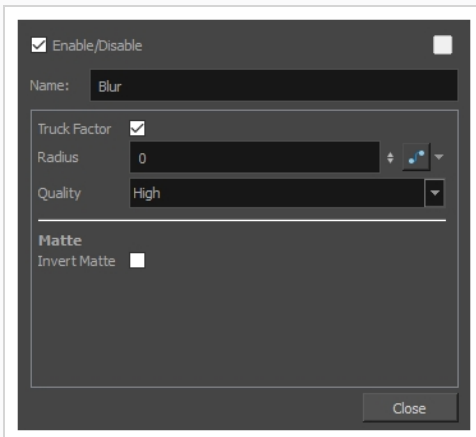 Enable/Disable
Name: Blur
Truck Factor
Radius 0
Quality High
Matte
Invert Matte
Close